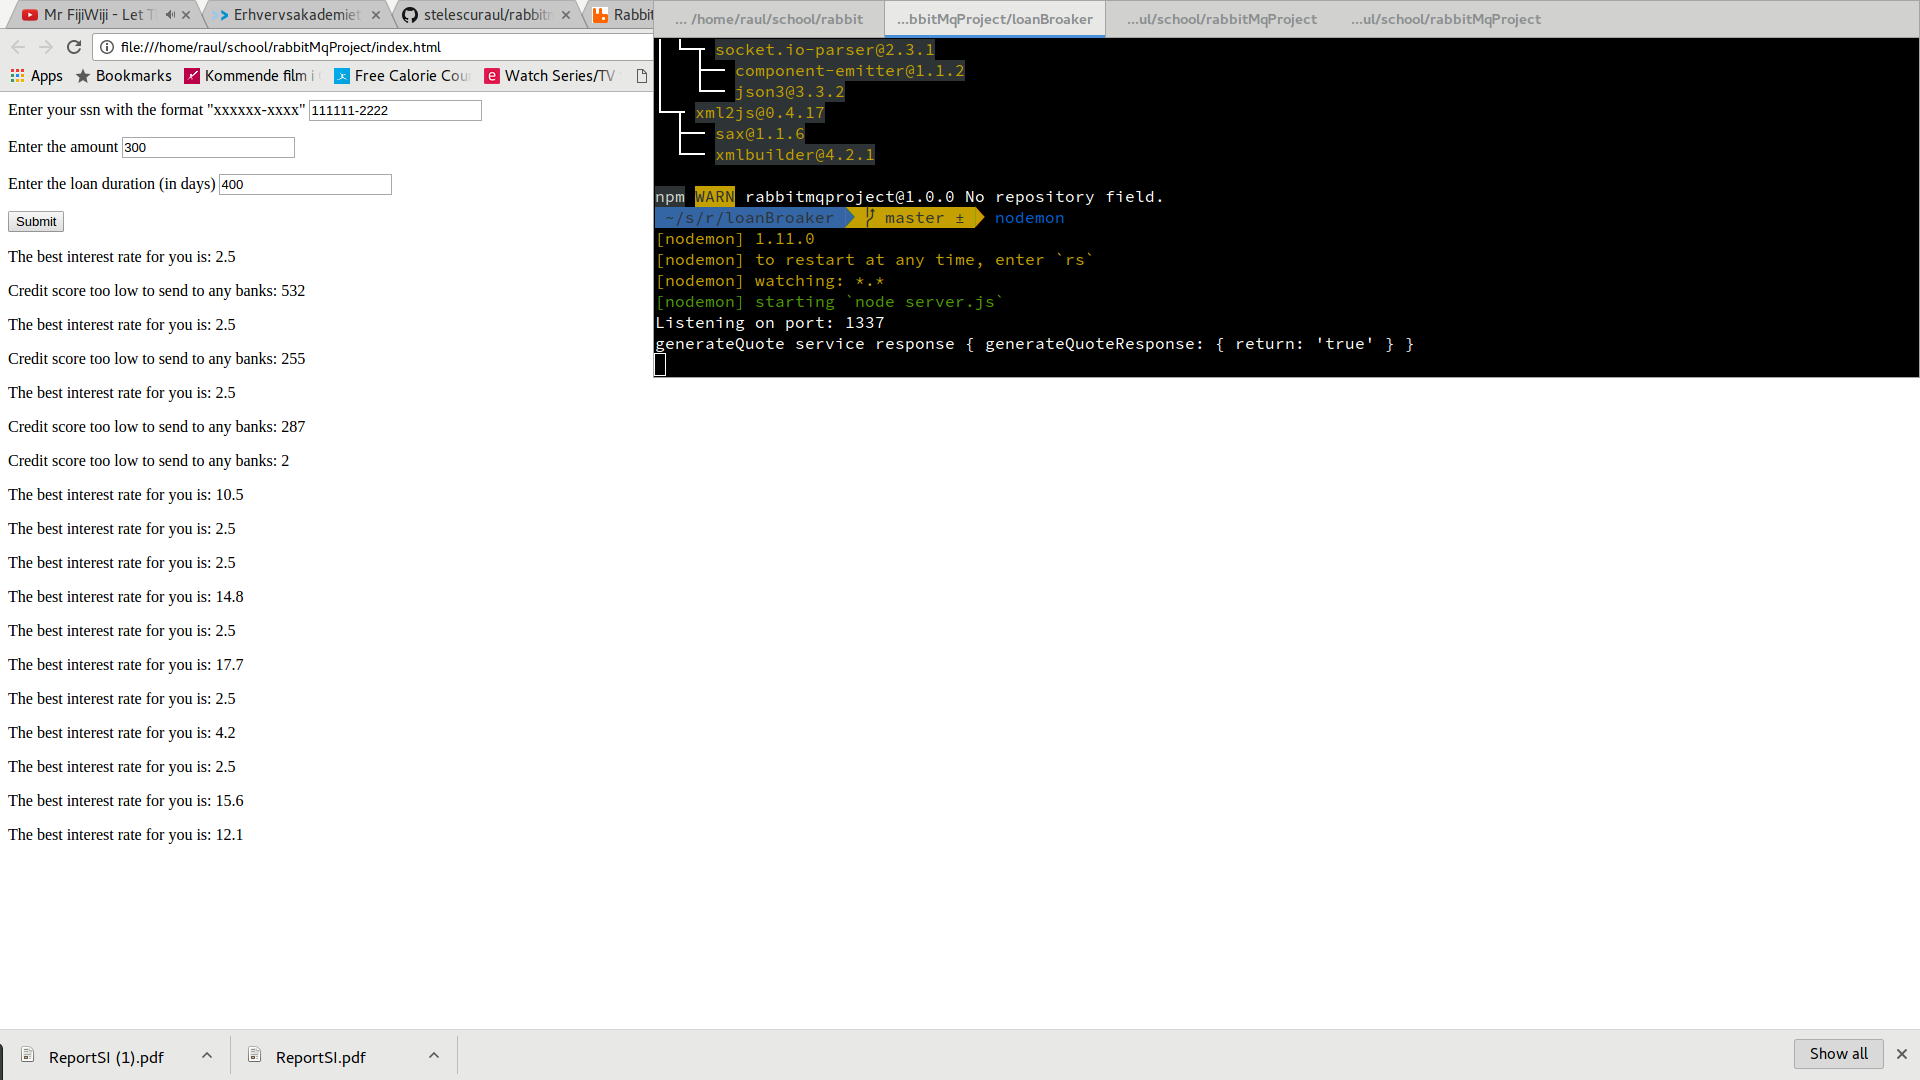 Mr FijiWiji - Let T
Erhvervsakademiet
stelescuraul/rabbitm
Rabbit
file:///home/raul/school/rabbitMqProject/index.html
Apps
Bookmarks
Kommende film i
Free Calorie Cou
Watch Series/TV
Enter your ssn with the format "xxxxxx-xxxx" 111111-2222
Enter the amount 300
Enter the loan duration (in days) 400
Submit
The best interest rate for you is: 2.5
Credit score too low to send to any banks: 532
The best interest rate for you is: 2.5
Credit score too low to send to any banks: 255
The best interest rate for you is: 2.5
Credit score too low to send to any banks: 287
Credit score too low to send to any banks: 2
The best interest rate for you is: 10.5
The best interest rate for you is: 2.5
The best interest rate for you is: 2.5
The best interest rate for you is: 14.8
The best interest rate for you is: 2.5
The best interest rate for you is: 17.7
The best interest rate for you is: 2.5
The best interest rate for you is: 4.2
The best interest rate for you is: 2.5
The best interest rate for you is: 15.6
The best interest rate for you is: 12.1
... /home/raul/school/rabbit
...bbitMqProject/loanBroaker
...ul/school/rabbitMqProject
...ul/school/rabbitMqProject
socket.io-parser@2.3.1
component-emitter@1.1.2
json3@3.3.2
xml2js@0.4.17
sax@1.1.6
xmlbuilder@4.2.1
npm WARN rabbitmqproject@1.0.0 No repository field.
~/s/r/loanBroaker master ± nodemon
[nodemon] 1.11.0
[nodemon] to restart at any time, enter `rs`
[nodemon] watching: *.*
[nodemon] starting `node server.js`
Listening on port: 1337
generateQuote service response { generateQuoteResponse: { return: 'true' } }
ReportSI (1).pdf
ReportSI.pdf
Show all